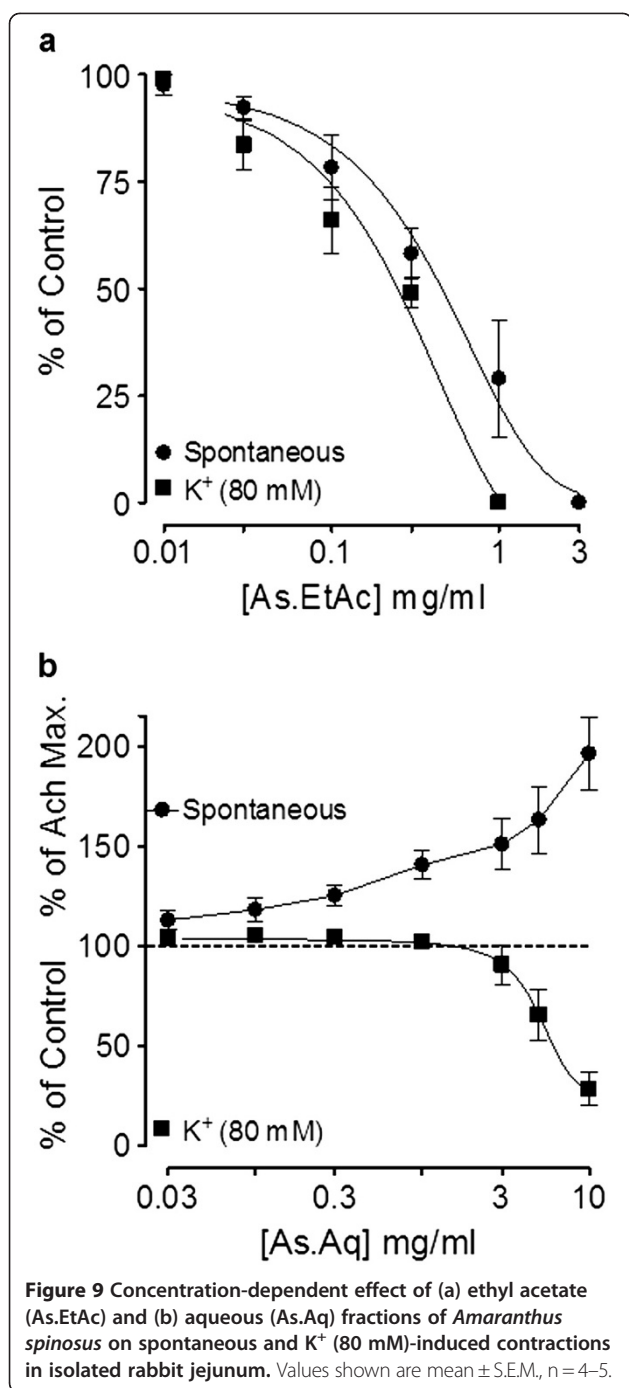 a
100
75
50
25
0
% of Control
Spontaneous
K⁺ (80 mM)
0.01 0.1 1 3
[As.EtAc] mg/ml
b
200
150
100
50
0
% of Ach Max.
% of Control
Spontaneous
K⁺ (80 mM)
0.03 0.3 3 10
[As.Aq] mg/ml
Figure 9 Concentration-dependent effect of (a) ethyl acetate
(As.EtAc) and (b) aqueous (As.Aq) fractions of Amaranthus
spinosus on spontaneous and K⁺ (80 mM)-induced contractions
in isolated rabbit jejunum. Values shown are mean ± S.E.M., n = 4–5.